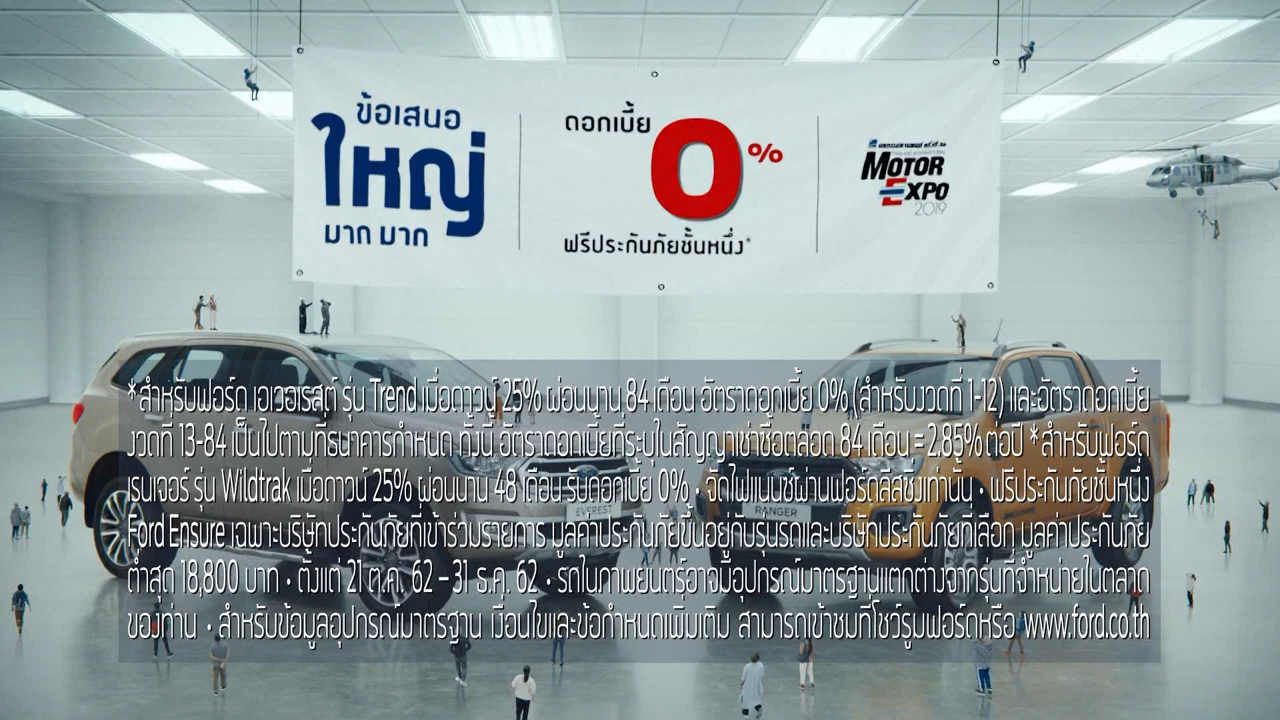 ข้อเสนอ
ใหญ่
มาก มาก
ดอกเบี้ย 0%
ฟรีประกันภัยชั้นหนึ่ง*
MOTOR
EXPO
2019
*สำหรับฟอร์ด เอเวอเรสต์ รุ่น Trend เมื่อดาวน์ 25% ผ่อนนาน 84 เดือน อัตราดอกเบี้ย 0% (สำหรับงวดที่ 1-12) และอัตราดอกเบี้ย
งวดที่ 13-84 เป็นไปตามที่ธนาคารกำหนด ทั้งนี้ อัตราดอกเบี้ยที่ระบุในสัญญาเช่าซื้อตลอด 84 เดือน = 2.85% ต่อปี *สำหรับฟอร์ด
เรนเจอร์ รุ่น Wildtrak เมื่อดาวน์ 25% ผ่อนนาน 48 เดือน รับดอกเบี้ย 0% • จัดไฟแนนซ์ผ่านฟอร์ดลีสซิ่งเท่านั้น • ฟรีประกันภัยชั้นหนึ่ง
Ford Ensure เฉพาะบริษัทประกันภัยที่เข้าร่วมรายการ มูลค่าประกันภัยขึ้นอยู่กับรุ่นรถและบริษัทประกันภัยที่เลือก มูลค่าประกันภัย
ต่ำสุด 18,800 บาท • ตั้งแต่ 21 ต.ค. 62 – 31 ธ.ค. 62 • รถในภาพยนตร์อาจมีอุปกรณ์มาตรฐานแตกต่างจากรุ่นที่จำหน่ายในตลาด
ของท่าน • สำหรับข้อมูลอุปกรณ์มาตรฐาน เงื่อนไขและข้อกำหนดเพิ่มเติม สามารถเข้าชมที่โชว์รูมฟอร์ดหรือ www.ford.co.th
EVEREST
RANGER